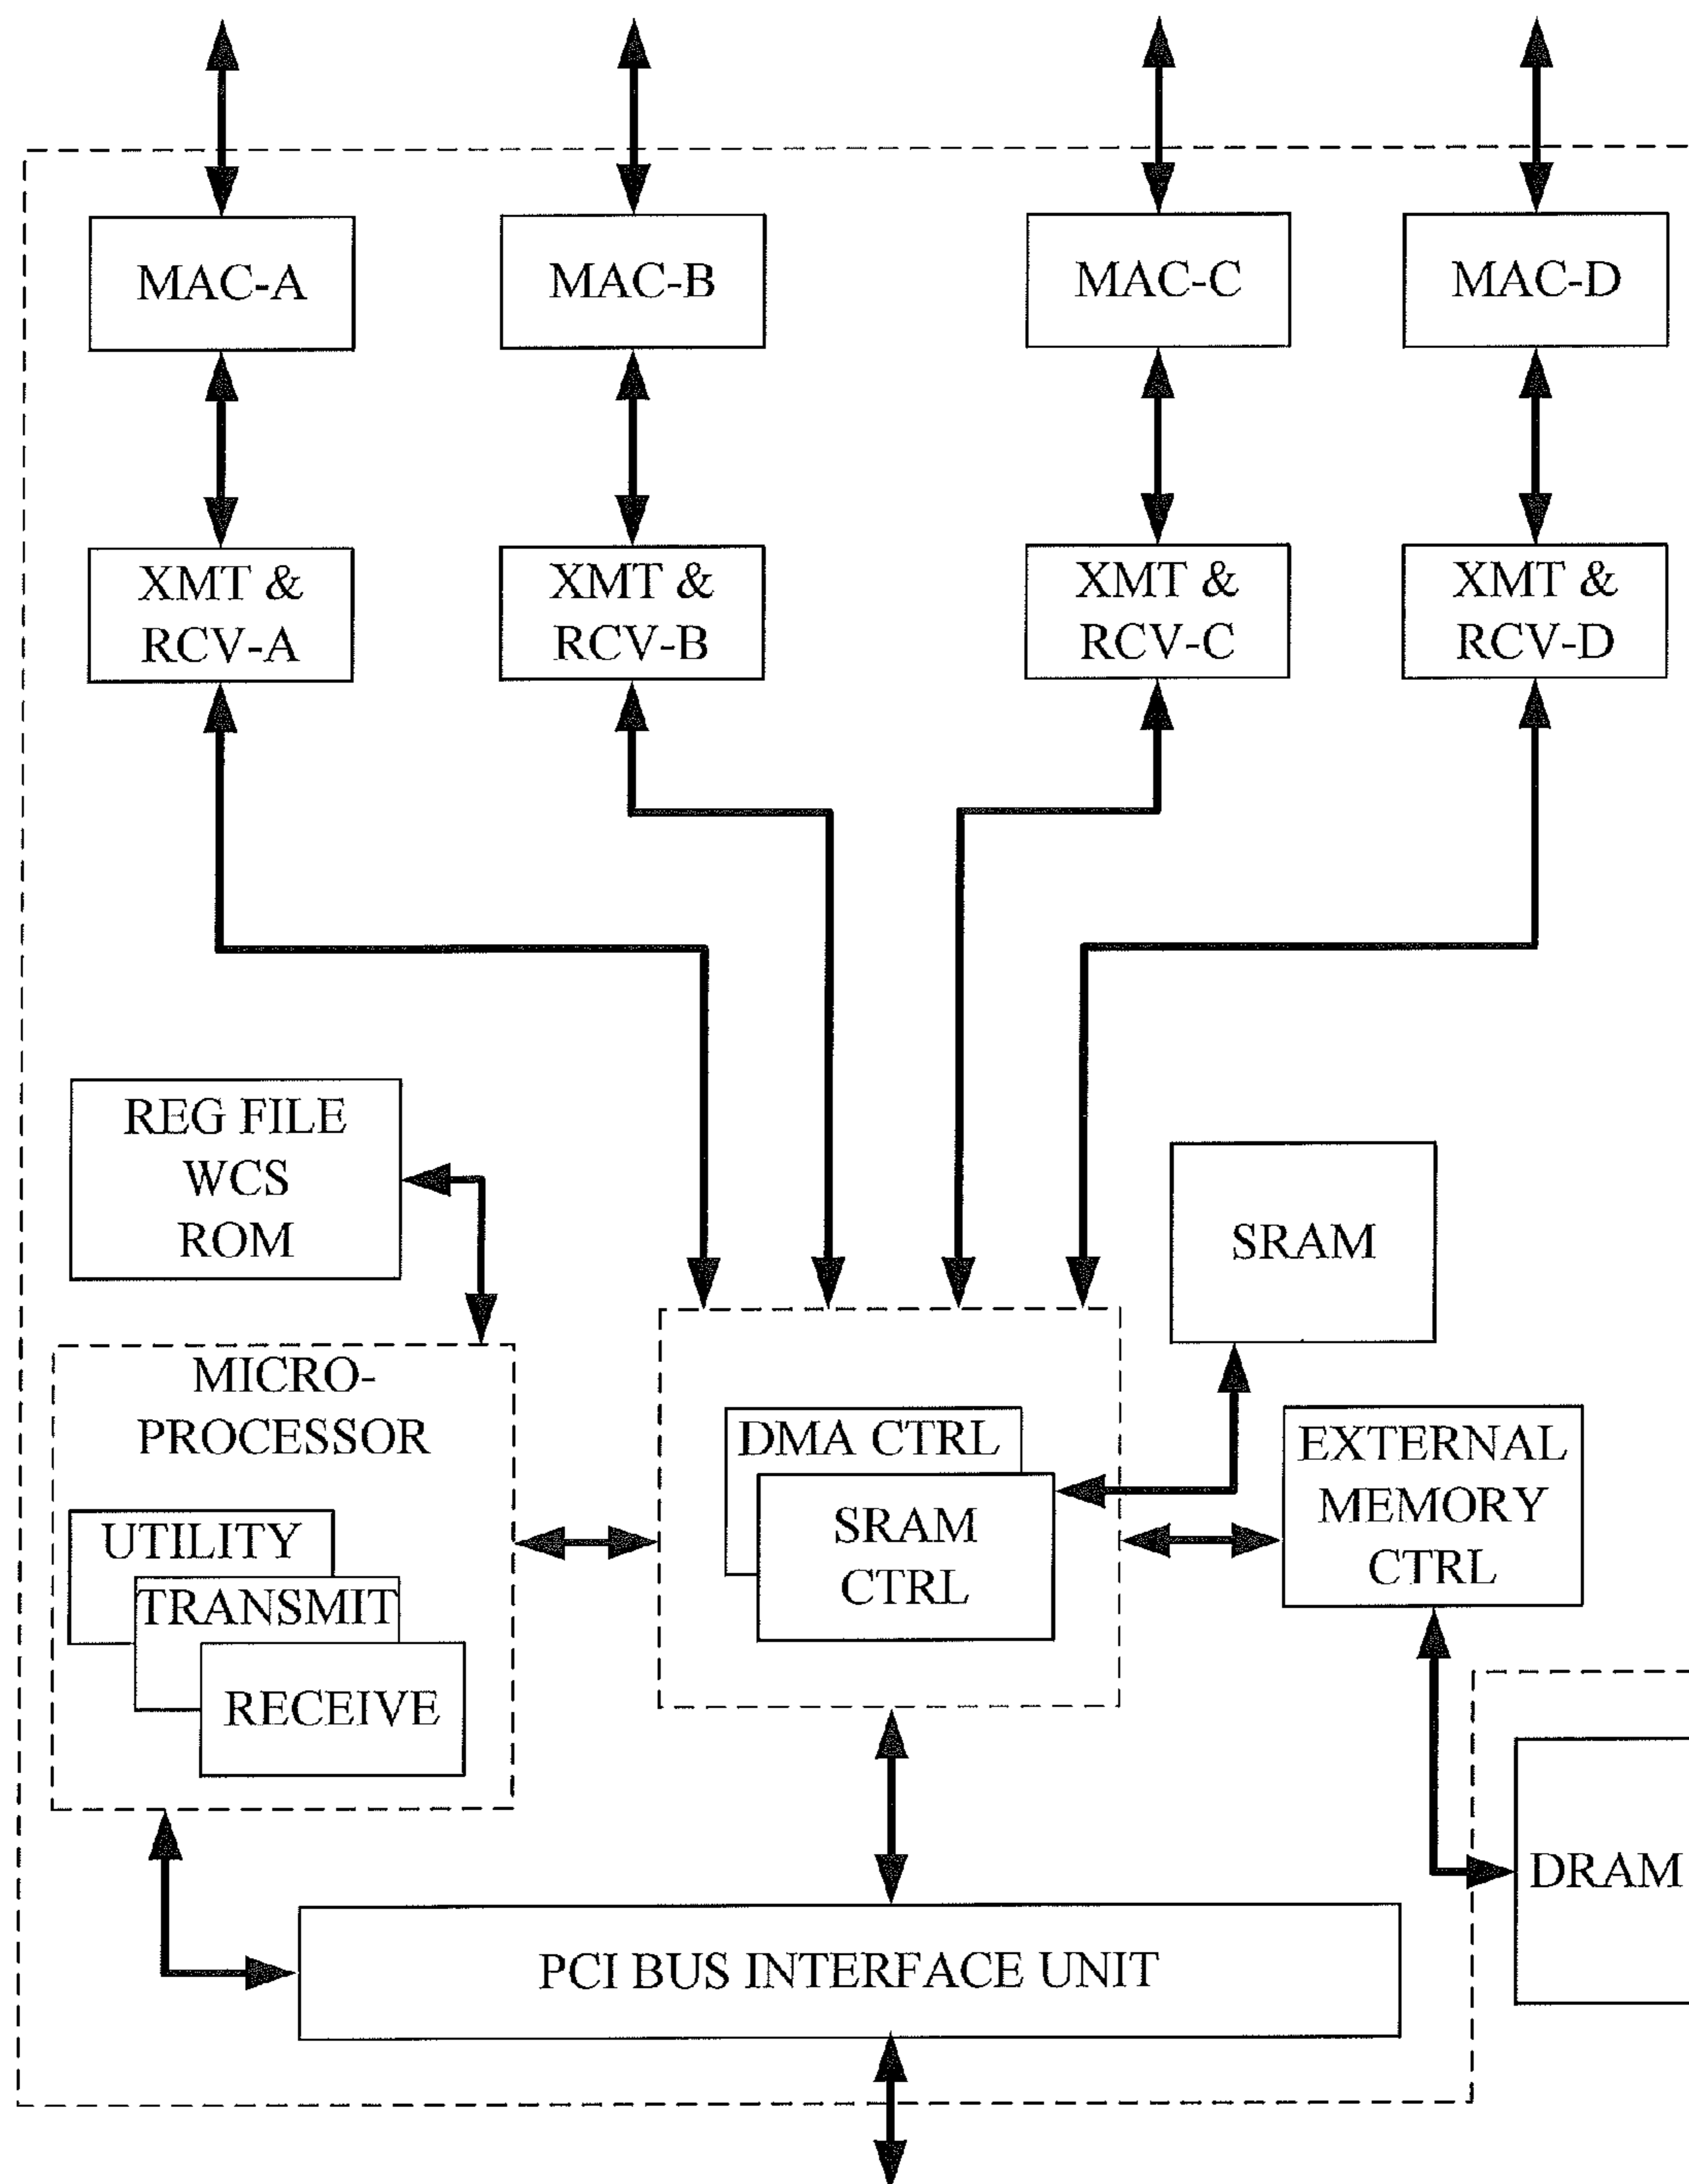 MAC-A
MAC-B
MAC-C
MAC-D
XMT &
RCV-A
XMT &
RCV-B
XMT &
RCV-C
XMT &
RCV-D
REG FILE
WCS
ROM
SRAM
MICRO-
PROCESSOR
UTILITY
TRANSMIT
RECEIVE
DMA CTRL
SRAM
CTRL
EXTERNAL
MEMORY
CTRL
DRAM
PCI BUS INTERFACE UNIT